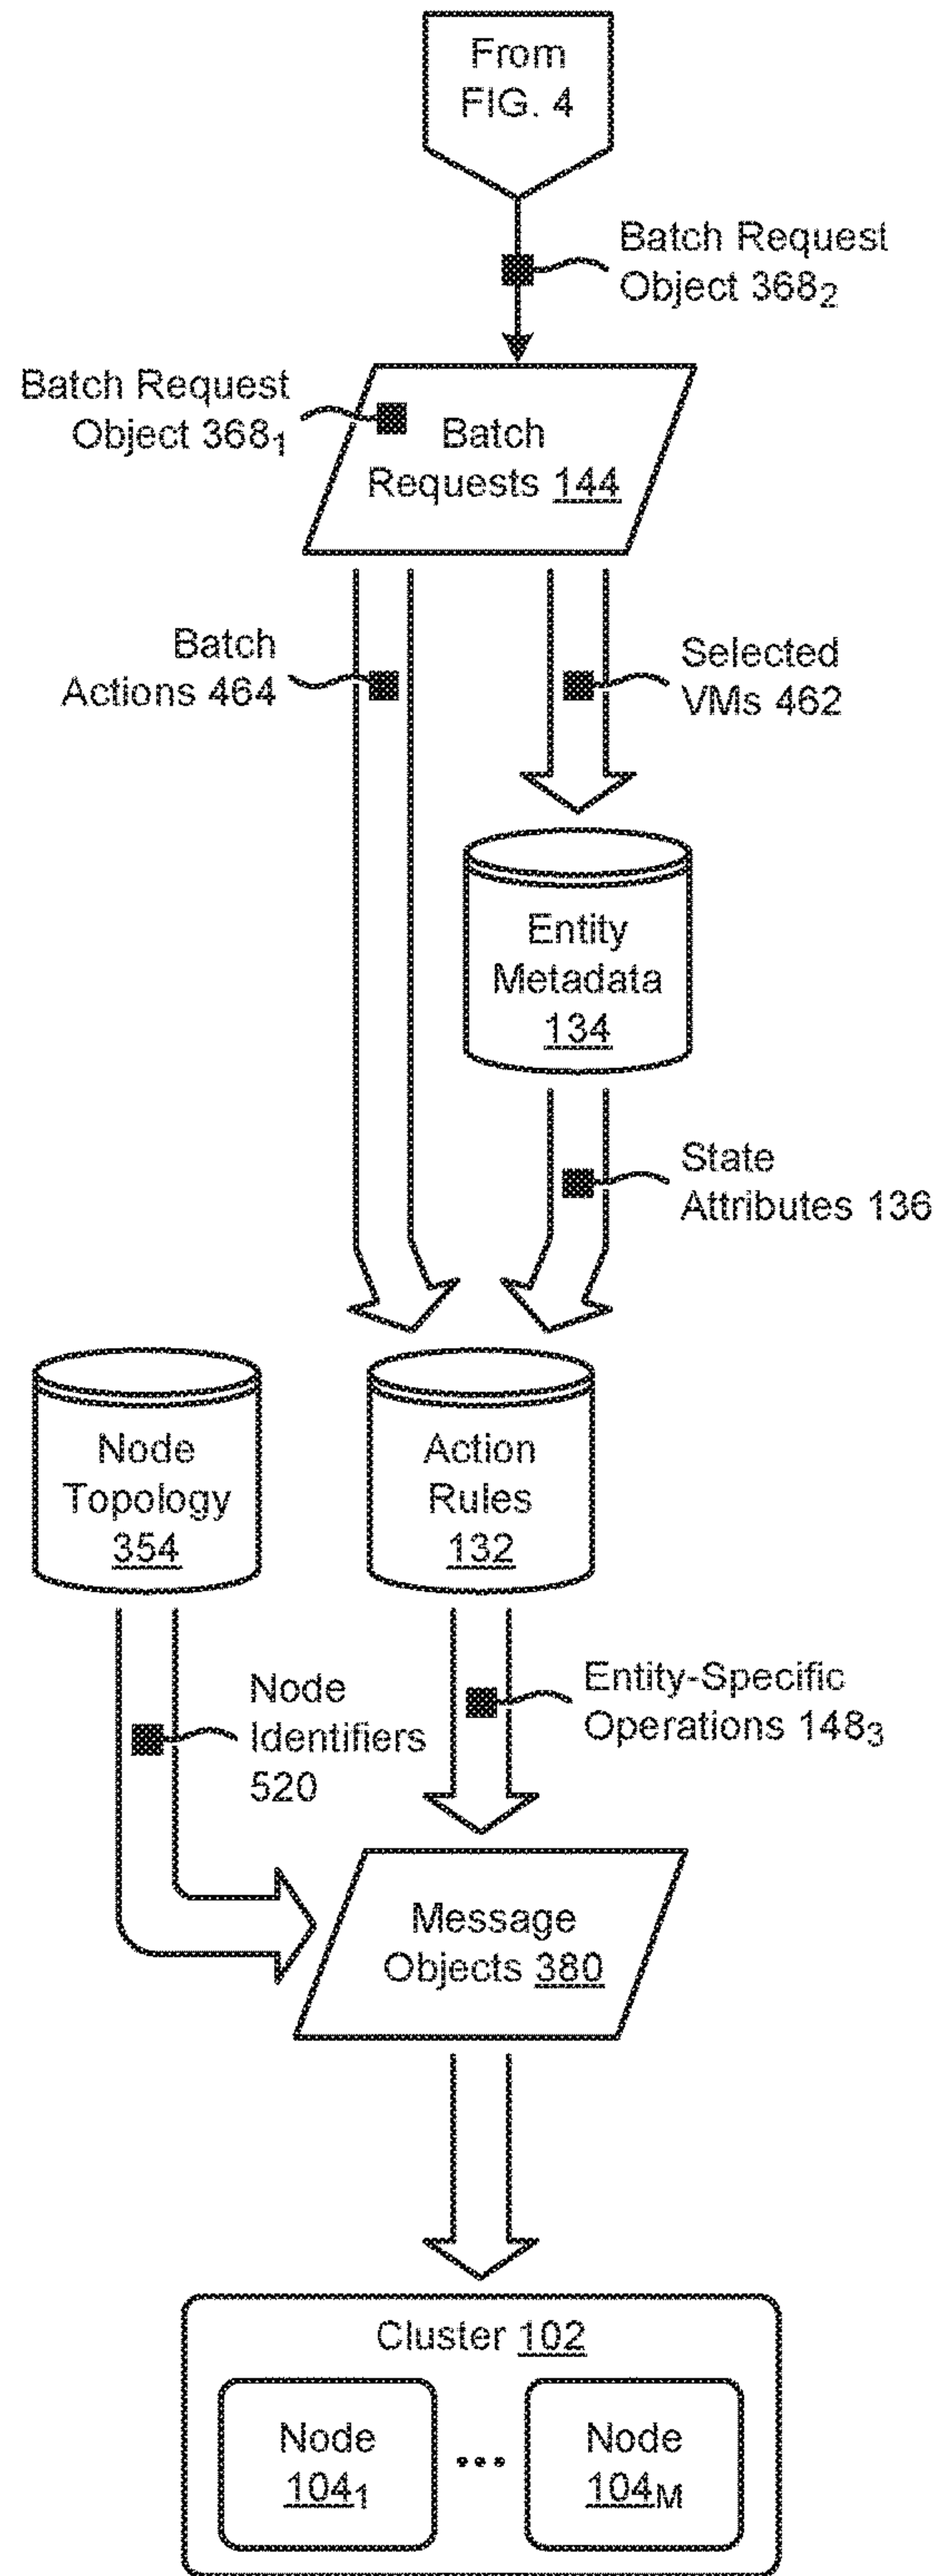 From
FIG. 4
Batch Request
Object 368₂
Batch Request
Object 368₁
Batch
Requests 144
Batch
Actions 464
Selected
VMs 462
Entity
Metadata
134
State
Attributes 136
Node
Topology
354
Action
Rules
132
Node
Identifiers
520
Entity-Specific
Operations 148₃
Message
Objects 380
Cluster 102
Node
104₁
...
Node
104M